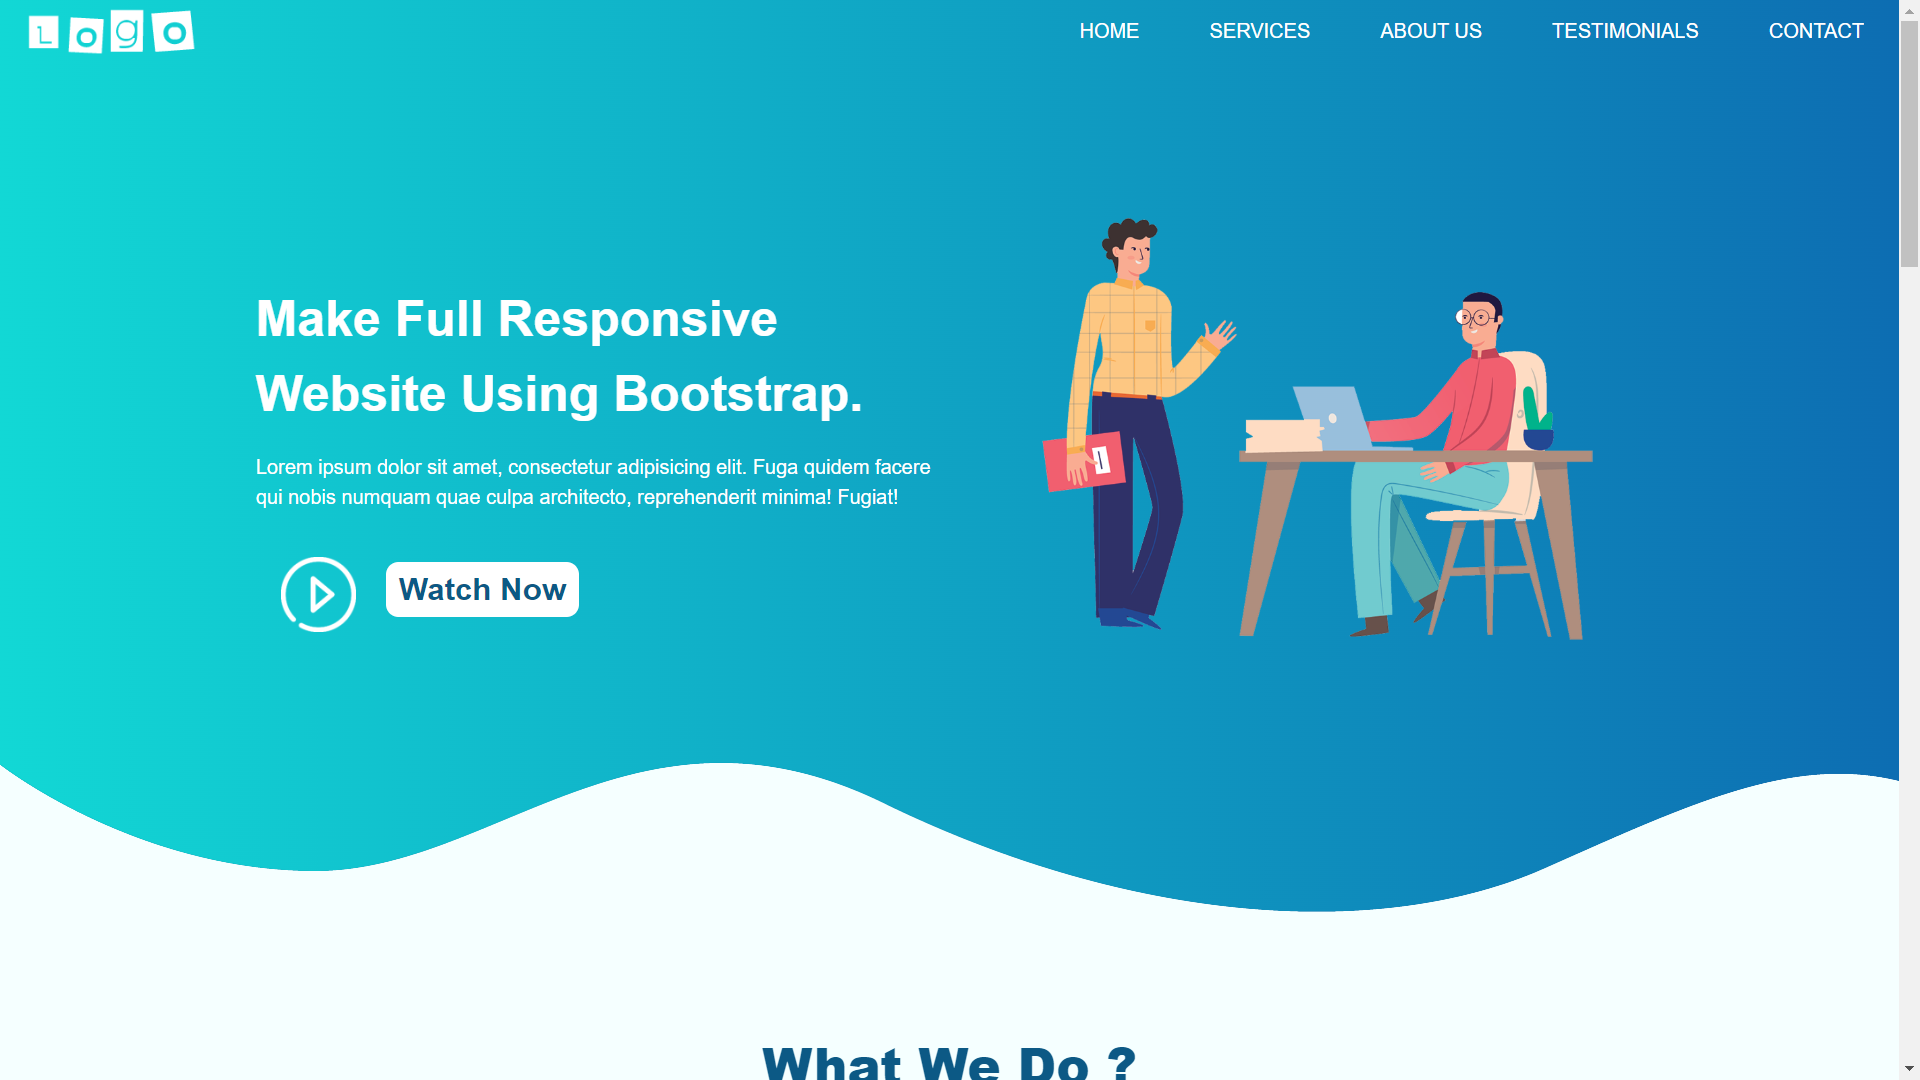 Logo
HOME SERVICES ABOUT US TESTIMONIALS CONTACT
Make Full Responsive
Website Using Bootstrap.
Lorem ipsum dolor sit amet, consectetur adipisicing elit. Fuga quidem facere
qui nobis numquam quae culpa architecto, reprehenderit minima! Fugiat!
Watch Now
What We Do ?